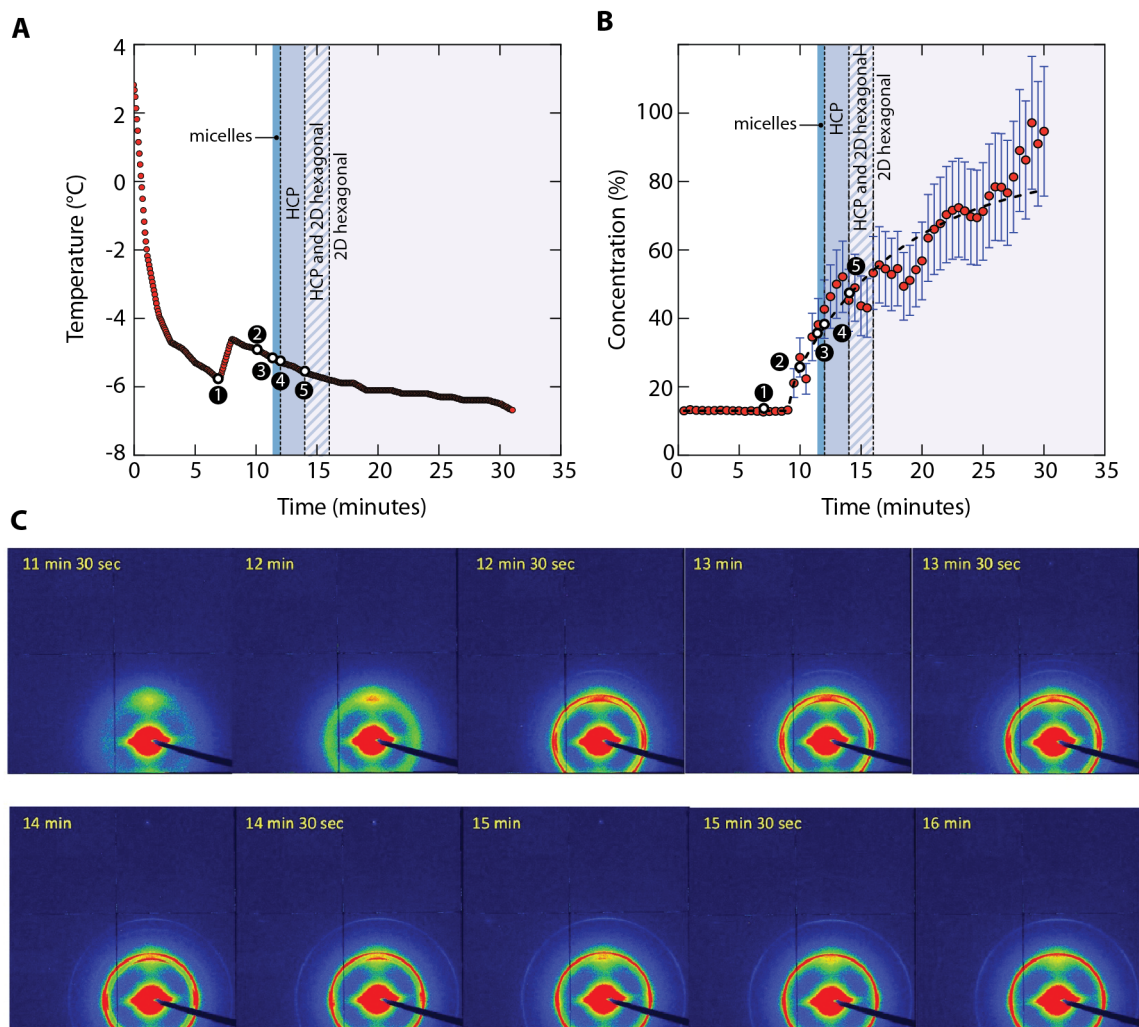 A
Temperature (°C)
4
2
0
-2
-4
-6
-8
micelles
HCP
HCP and 2D hexagonal
2D hexagonal
1
2
3
4
5
0
5
10
15
20
25
30
35
Time (minutes)
B
Concentration (%)
100
80
60
40
20
0
micelles
HCP
HCP and 2D hexagonal
2D hexagonal
1
2
3
4
5
0
5
10
15
20
25
30
35
Time (minutes)
C
11 min 30 sec
12 min
12 min 30 sec
13 min
13 min 30 sec
14 min
14 min 30 sec
15 min
15 min 30 sec
16 min